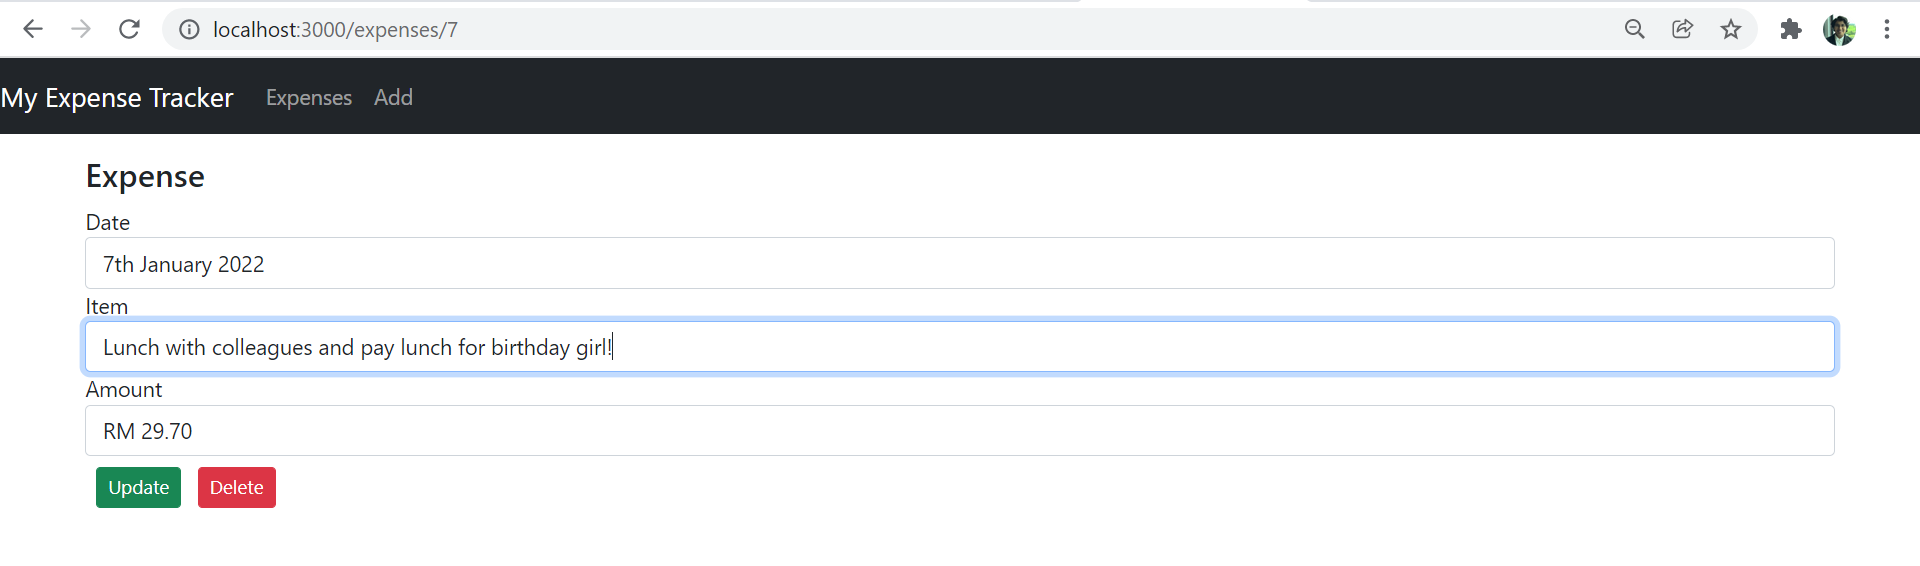 localhost:3000/expenses/7
My Expense Tracker Expenses Add
Expense
Date
7th January 2022
Item
Lunch with colleagues and pay lunch for birthday girl!
Amount
RM 29.70
Update Delete